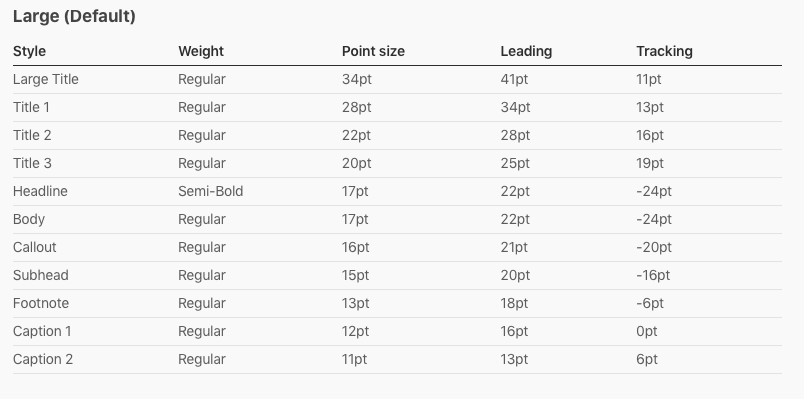 Large (Default)
Style Weight Point size Leading Tracking
Large Title Regular 34pt 41pt 11pt
Title 1 Regular 28pt 34pt 13pt
Title 2 Regular 22pt 28pt 16pt
Title 3 Regular 20pt 25pt 19pt
Headline Semi-Bold 17pt 22pt -24pt
Body Regular 17pt 22pt -24pt
Callout Regular 16pt 21pt -20pt
Subhead Regular 15pt 20pt -16pt
Footnote Regular 13pt 18pt -6pt
Caption 1 Regular 12pt 16pt 0pt
Caption 2 Regular 11pt 13pt 6pt